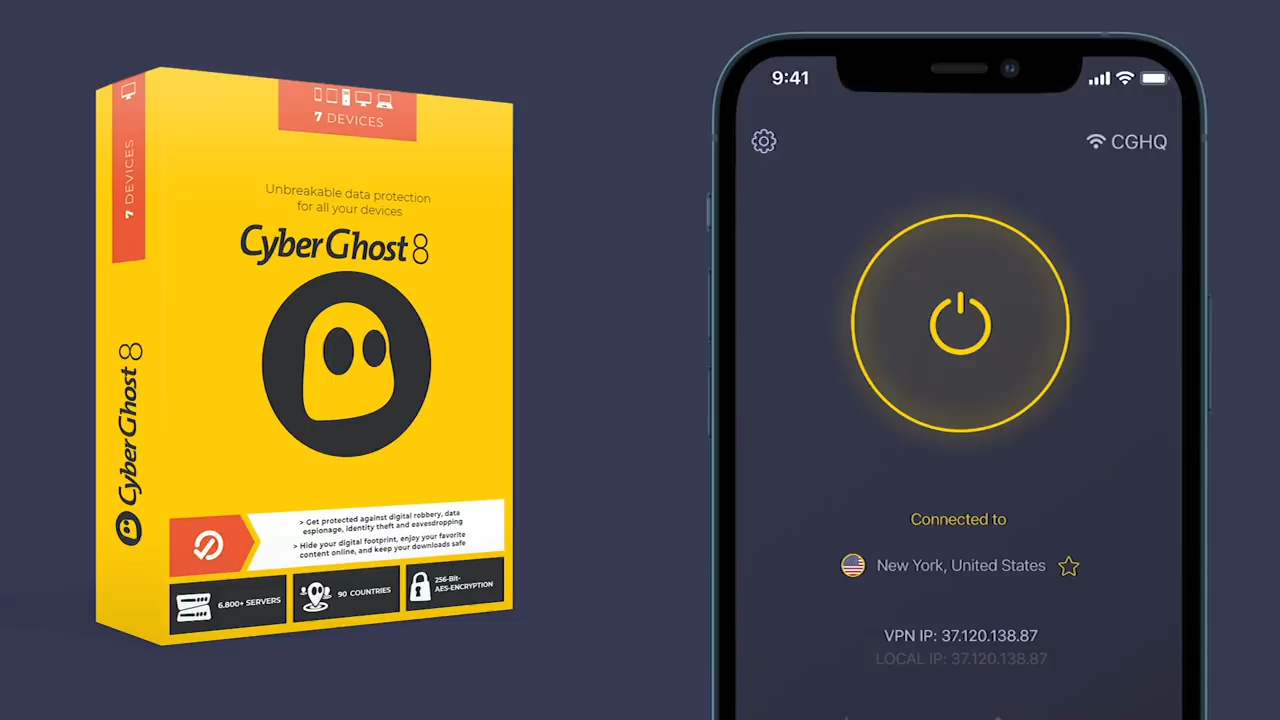 7 DEVICES
CyberGhost 8
7 DEVICES
Unbreakable data protection
for all your devices
CyberGhost 8
> Get protected against digital robbery, data
espionage, identity theft and eavesdropping
> Hide your digital footprint, enjoy your favorite
content online, and keep your downloads safe
6.800+ SERVERS
90 COUNTRIES
256-Bit-
AES-ENCRYPTION
9:41
CGHQ
Connected to
New York, United States
VPN IP: 37.120.138.87
LOCAL IP: 37.120.138.87